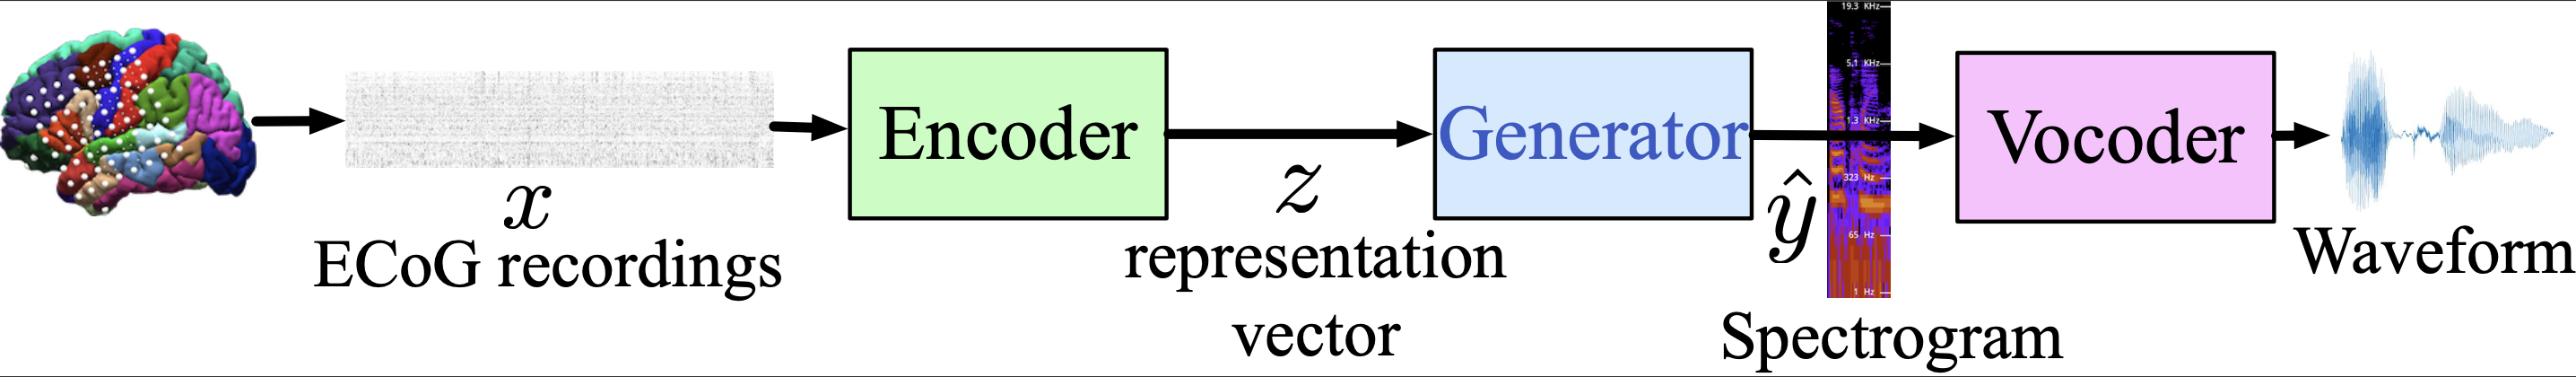 x
ECoG recordings
Encoder
z
representation
vector
Generator
ŷ
19.3 KHz
5.1 KHz
1.3 KHz
323 Hz
65 Hz
1 Hz
Spectrogram
Vocoder
Waveform